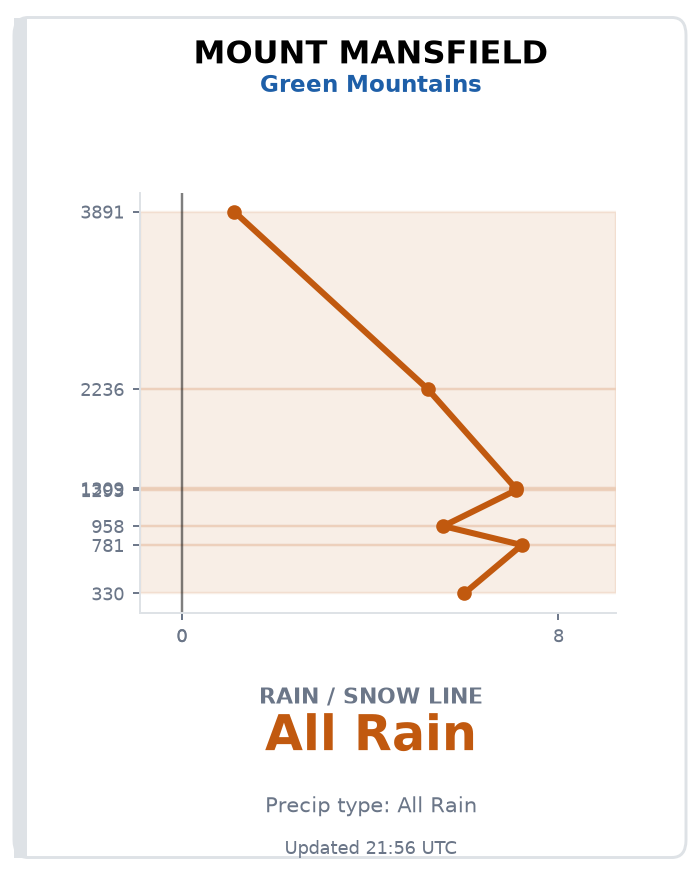 MOUNT MANSFIELD
Green Mountains
3891
2236
958
781
330
0
8
RAIN / SNOW LINE
All Rain
Precip type: All Rain
Updated 21:56 UTC